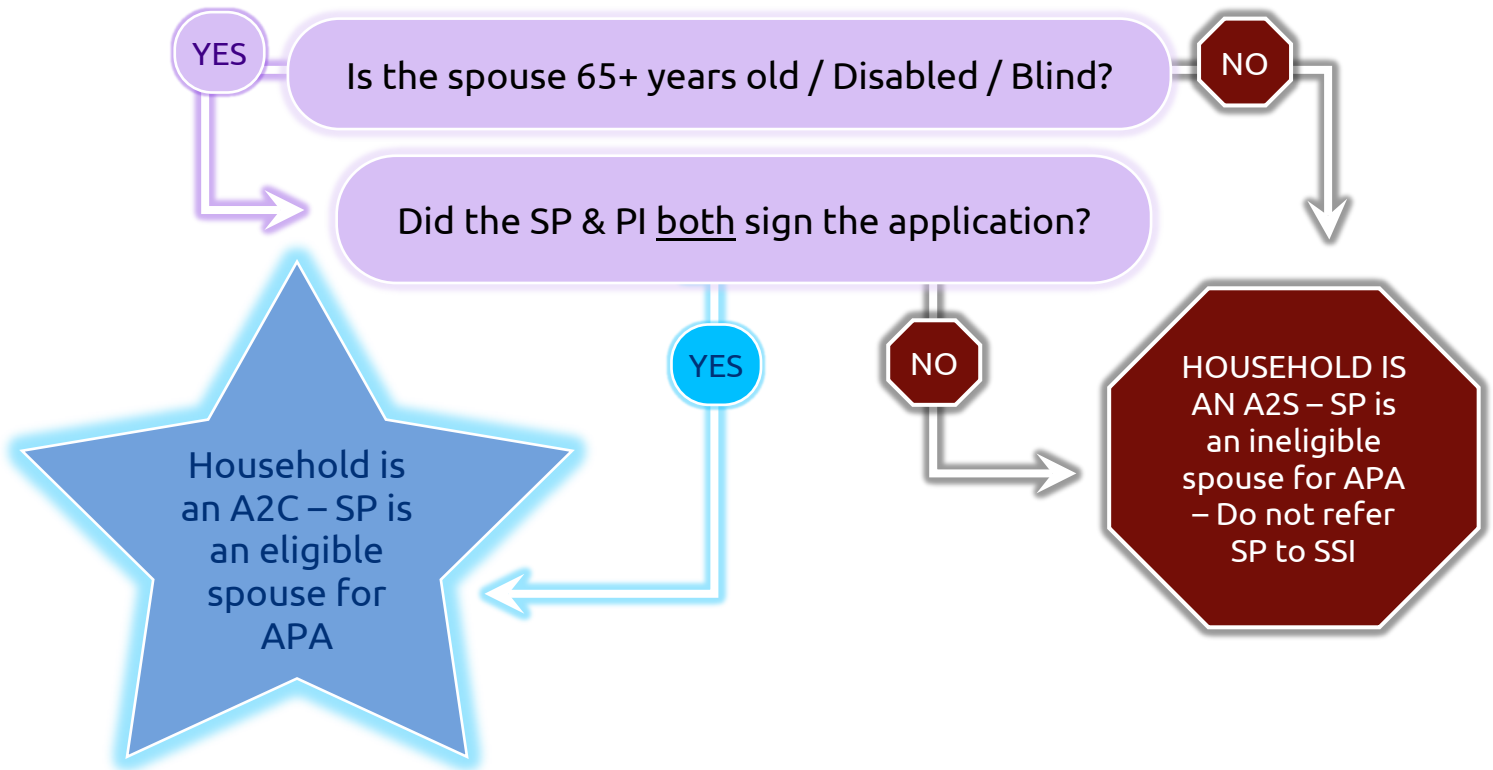 YES
Is the spouse 65+ years old / Disabled / Blind?
NO
Did the SP & PI both sign the application?
YES
NO
Household is
an A2C – SP is
an eligible
spouse for
APA
HOUSEHOLD IS
AN A2S – SP is
an ineligible
spouse for APA
– Do not refer
SP to SSI